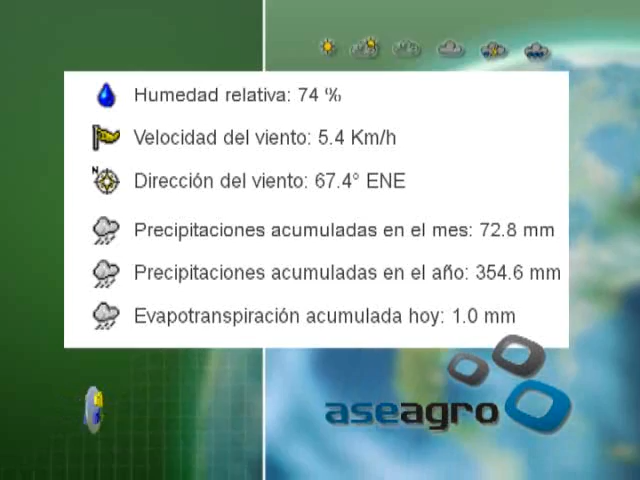 Humedad relativa: 74 %
Velocidad del viento: 5.4 Km/h
N
Dirección del viento: 67.4° ENE
Precipitaciones acumuladas en el mes: 72.8 mm
Precipitaciones acumuladas en el año: 354.6 mm
Evapotranspiración acumulada hoy: 1.0 mm
aseagro